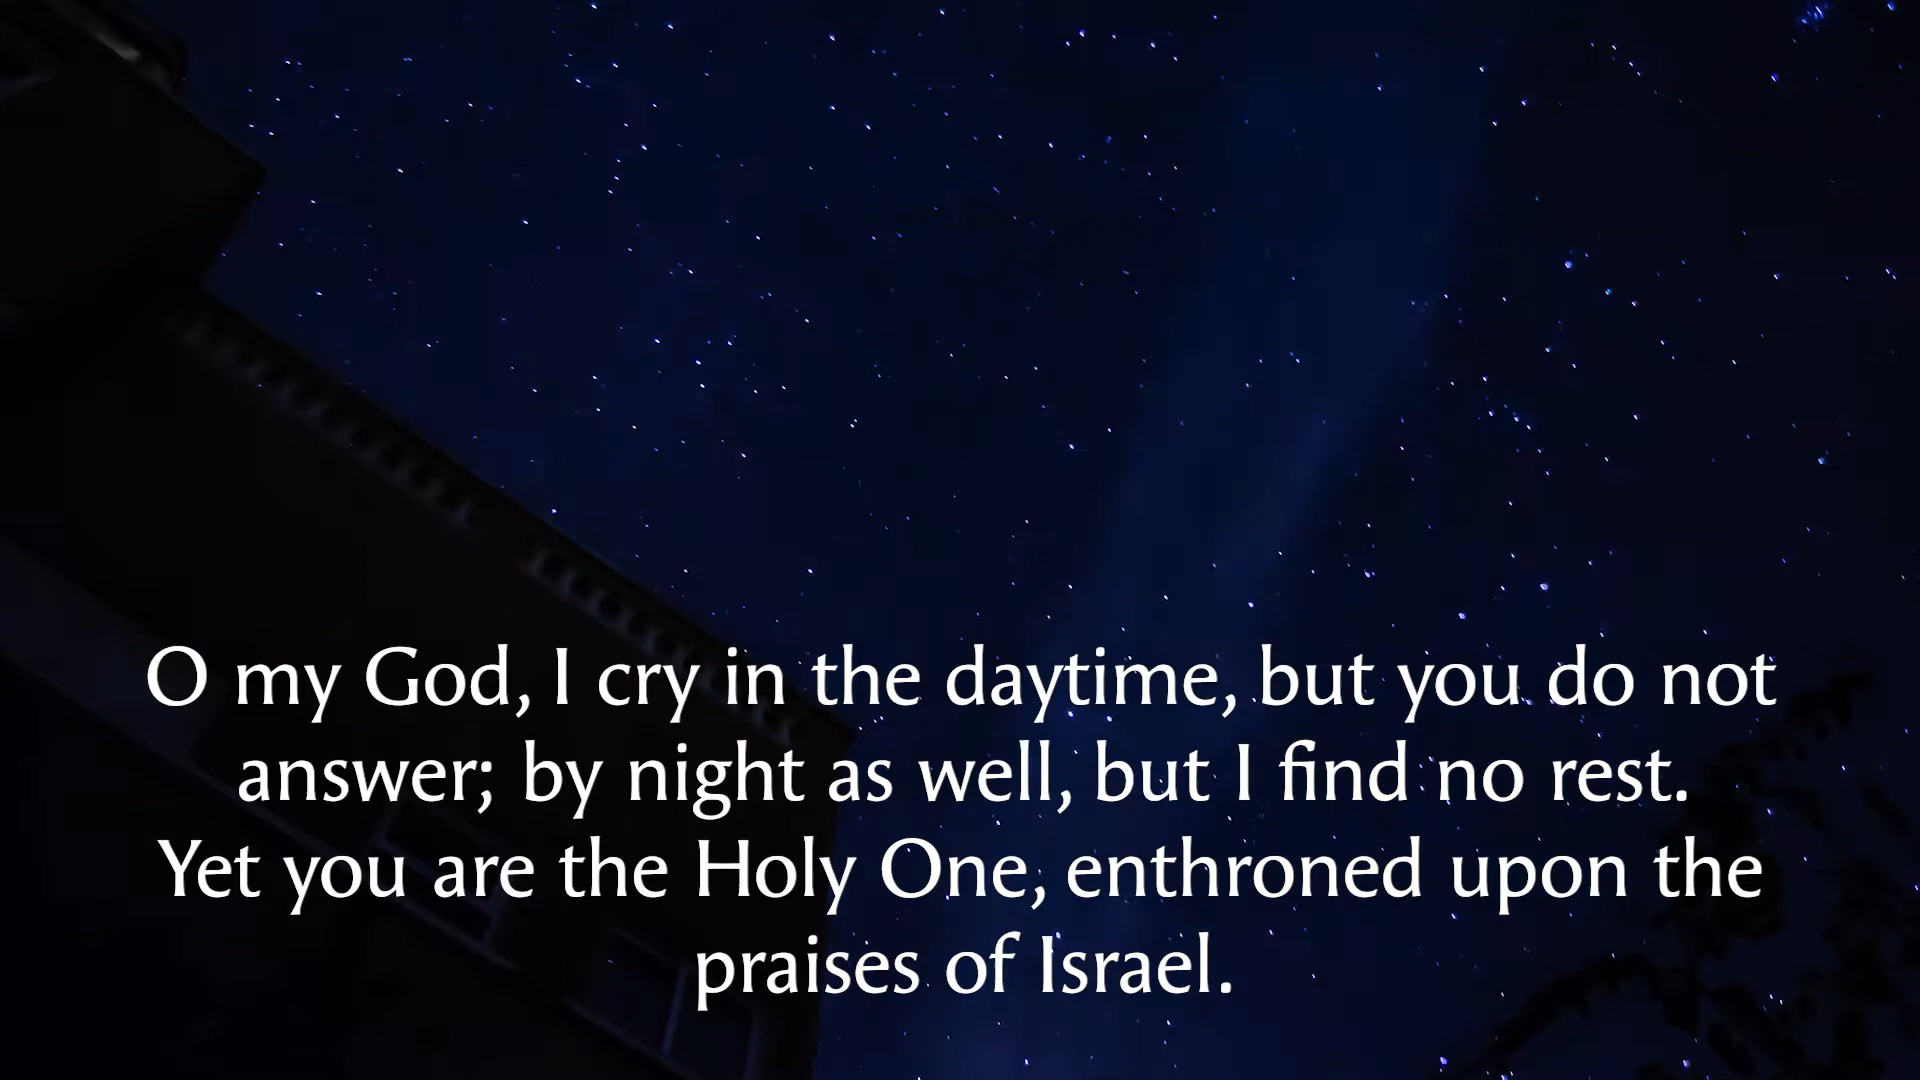 O my God, I cry in the daytime, but you do not
answer; by night as well, but I find no rest.
Yet you are the Holy One, enthroned upon the
praises of Israel.